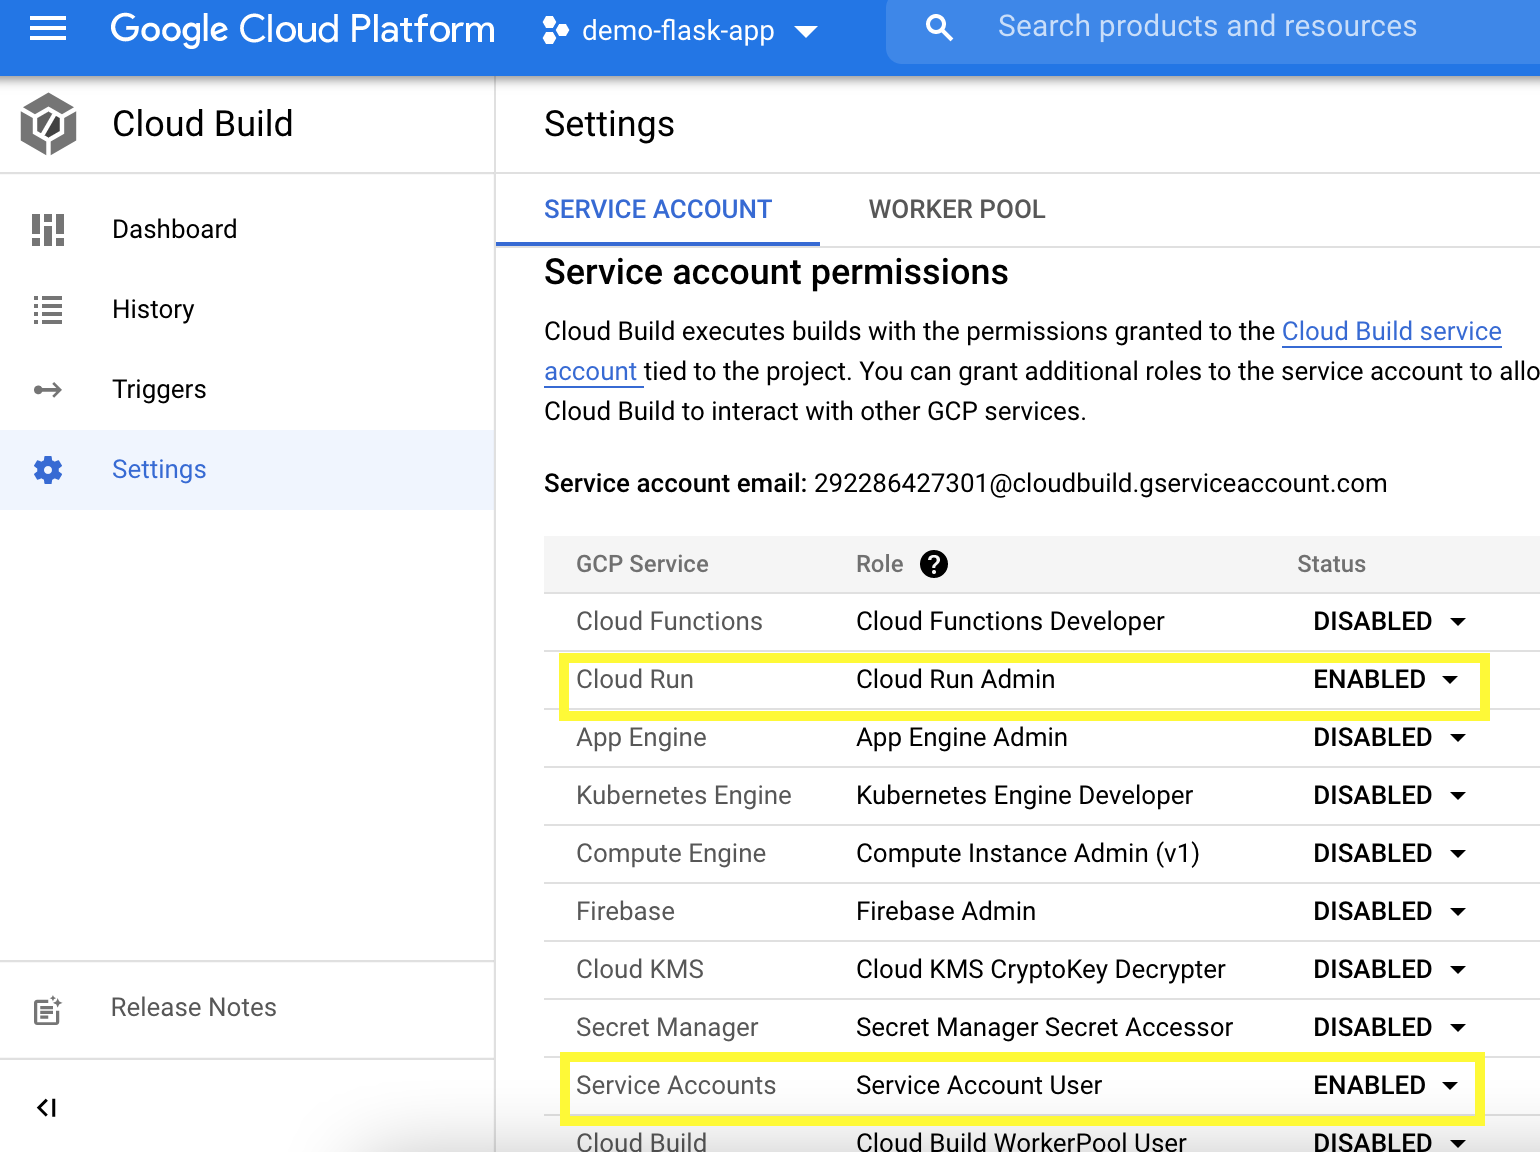 Google Cloud Platform
demo-flask-app
Search products and resources
Cloud Build
Settings
Dashboard
History
Triggers
Settings
Release Notes
SERVICE ACCOUNT WORKER POOL
Service account permissions
Cloud Build executes builds with the permissions granted to the Cloud Build service
account tied to the project. You can grant additional roles to the service account to allo
Cloud Build to interact with other GCP services.
Service account email: 292286427301@cloudbuild.gserviceaccount.com
GCP Service Role ? Status
Cloud Functions Cloud Functions Developer DISABLED
Cloud Run Cloud Run Admin ENABLED
App Engine App Engine Admin DISABLED
Kubernetes Engine Kubernetes Engine Developer DISABLED
Compute Engine Compute Instance Admin (v1) DISABLED
Firebase Firebase Admin DISABLED
Cloud KMS Cloud KMS CryptoKey Decrypter DISABLED
Secret Manager Secret Manager Secret Accessor DISABLED
Service Accounts Service Account User ENABLED
Cloud Build Cloud Build WorkerPool User DISABLED